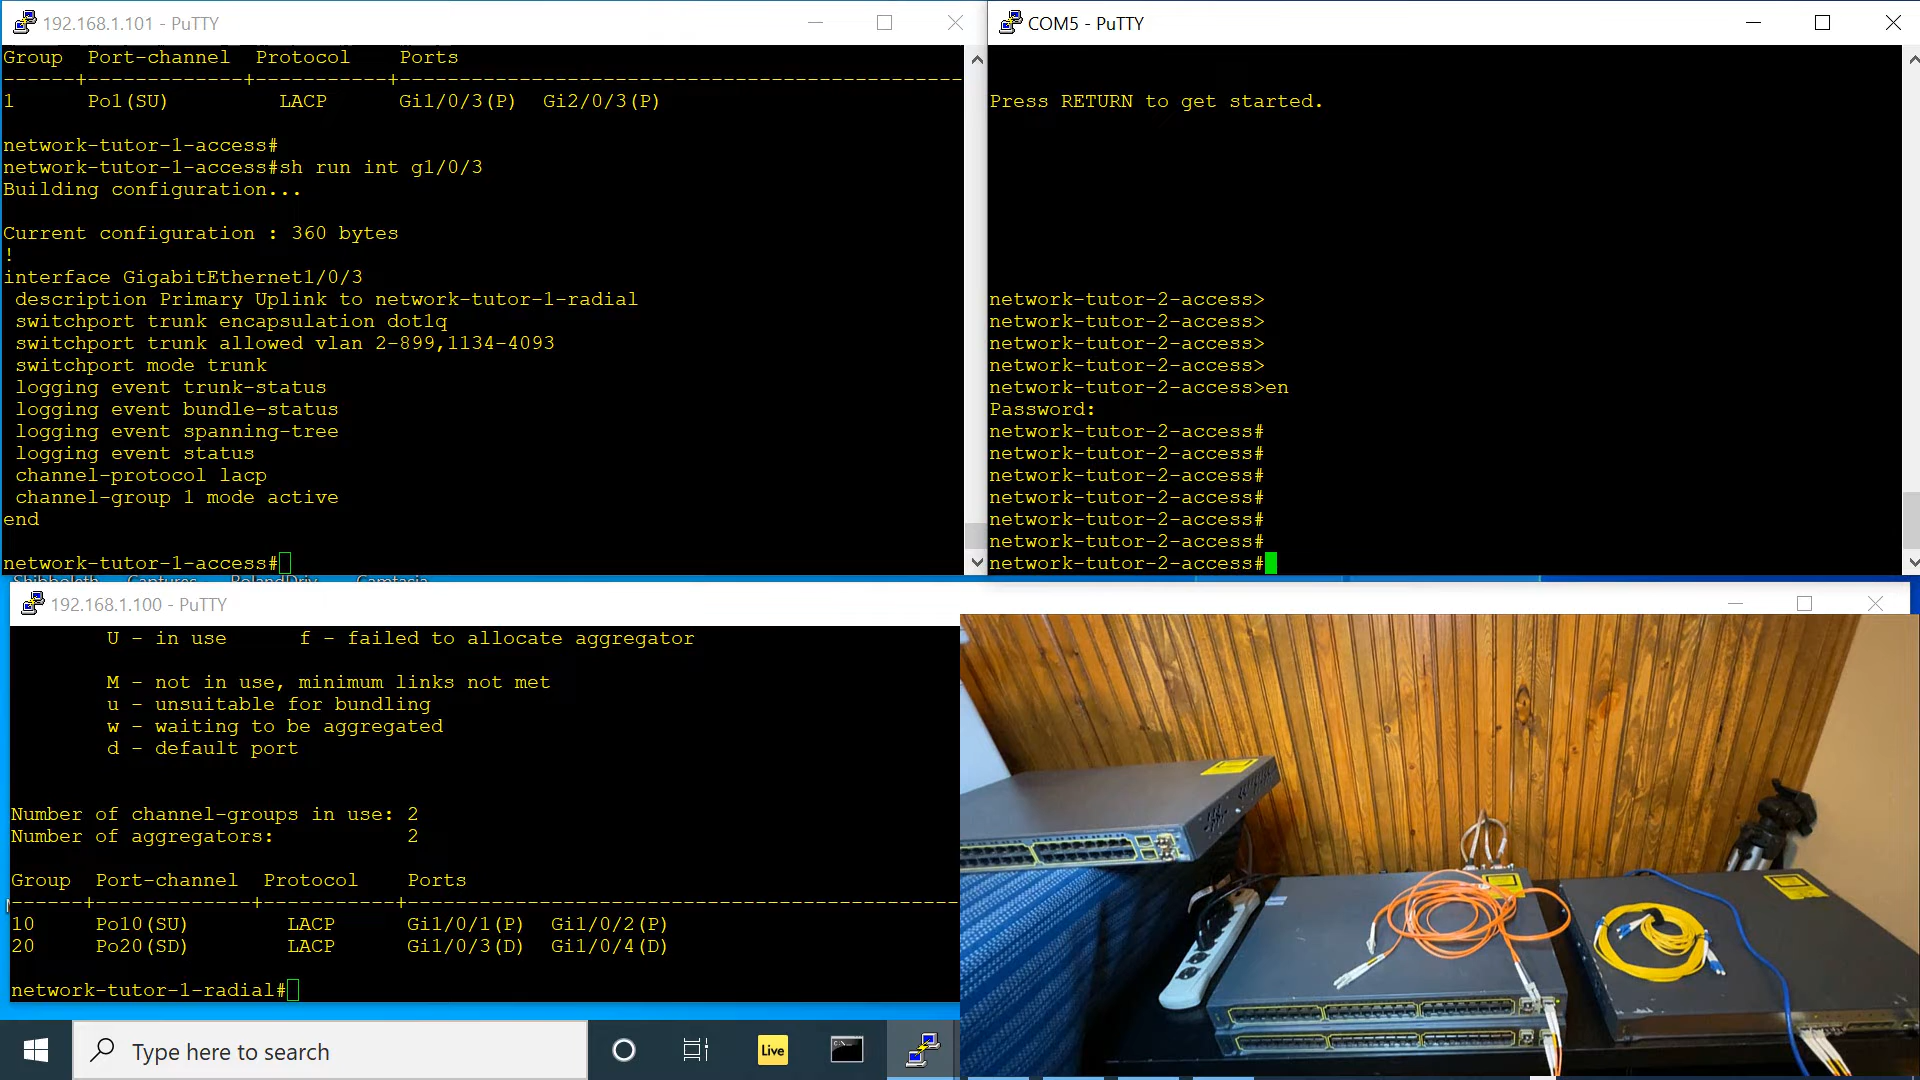 192.168.1.101 - PuTTY
Group  Port-channel  Protocol    Ports
------+-------------+-----------+-----------------------------------------------
1      Po1(SU)         LACP      Gi1/0/3(P)  Gi2/0/3(P)
network-tutor-1-access#
network-tutor-1-access#sh run int g1/0/3
Building configuration...
Current configuration : 360 bytes
!
interface GigabitEthernet1/0/3
description Primary Uplink to network-tutor-1-radial
switchport trunk encapsulation dot1q
switchport trunk allowed vlan 2-899,1134-4093
switchport mode trunk
logging event trunk-status
logging event bundle-status
logging event spanning-tree
logging event status
channel-protocol lacp
channel-group 1 mode active
end
network-tutor-1-access#
COM5 - PuTTY
Press RETURN to get started.
network-tutor-2-access>
network-tutor-2-access>
network-tutor-2-access>
network-tutor-2-access>
network-tutor-2-access>en
Password:
network-tutor-2-access#
network-tutor-2-access#
network-tutor-2-access#
network-tutor-2-access#
network-tutor-2-access#
network-tutor-2-access#
network-tutor-2-access#
Shibboleth Captures RolandDriv Camtasia
192.168.1.100 - PuTTY
U - in use      f - failed to allocate aggregator
M - not in use, minimum links not met
u - unsuitable for bundling
w - waiting to be aggregated
d - default port
Number of channel-groups in use: 2
Number of aggregators:           2
Group  Port-channel  Protocol    Ports
------+-------------+-----------+-----------------------------------------------
10     Po10(SU)        LACP      Gi1/0/1(P)  Gi1/0/2(P)
20     Po20(SD)        LACP      Gi1/0/3(D)  Gi1/0/4(D)
network-tutor-1-radial#
Type here to search
Live